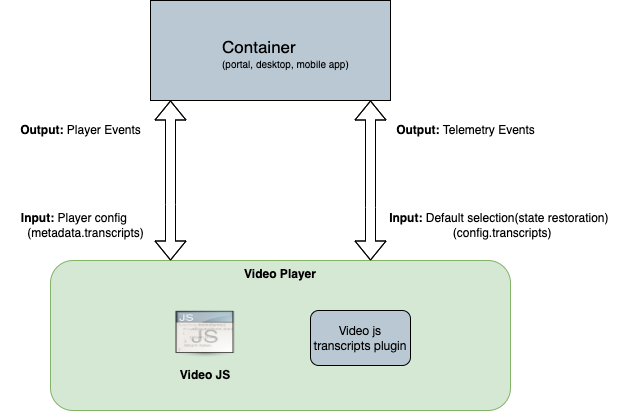 Container
(portal, desktop, mobile app)
Output: Player Events
Output: Telemetry Events
Input: Player config
(metadata.transcripts)
Input: Default selection(state restoration)
(config.transcripts)
Video Player
JS
JS
Video JS
Video js
transcripts plugin